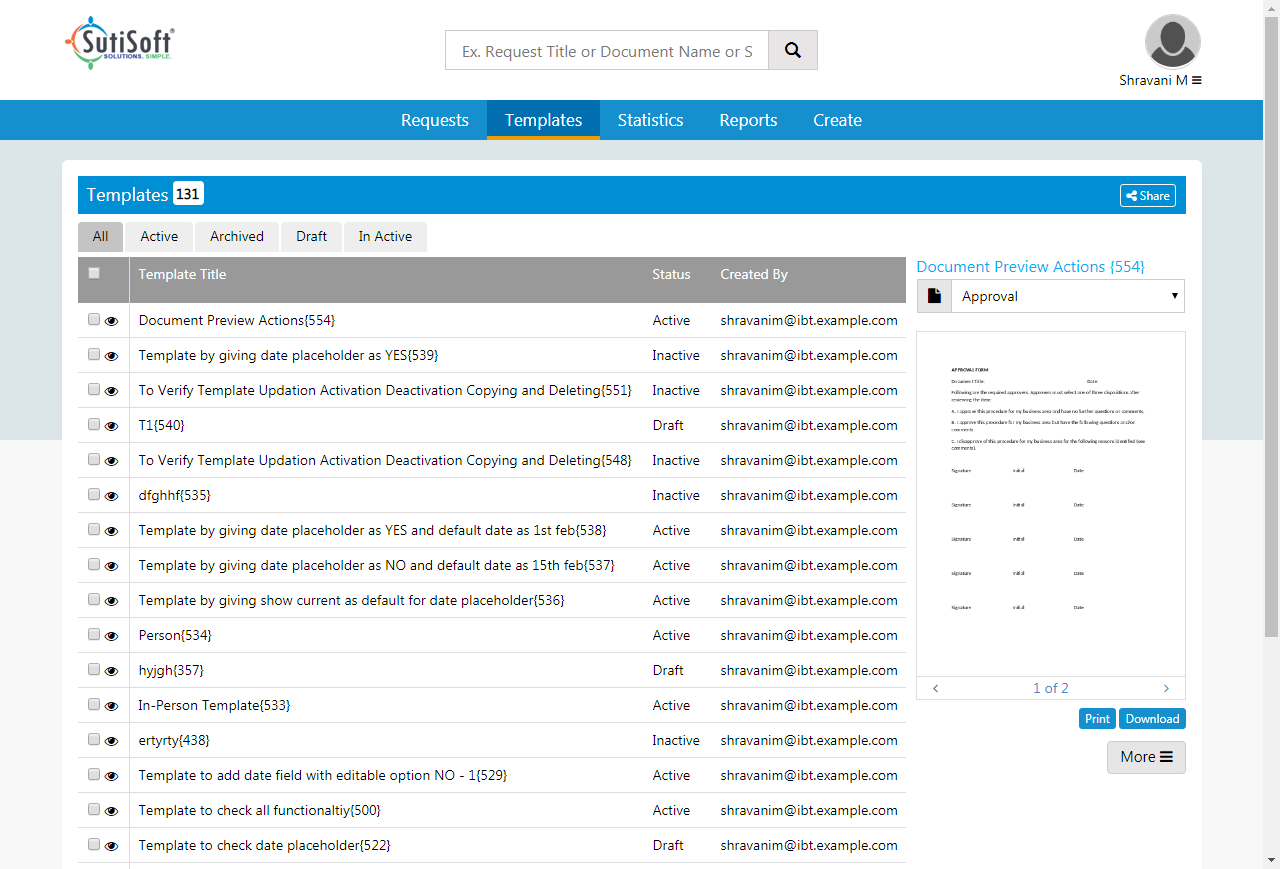 SutiSoft®
SOLUTIONS. SIMPLE.
Ex. Request Title or Document Name or S
Shravani M
Requests Templates Statistics Reports Create
Templates 131
Share
All Active Archived Draft In Active
Template Title Status Created By
Document Preview Actions{554} Active shravanim@ibt.example.com
Template by giving date placeholder as YES{539} Inactive shravanim@ibt.example.com
To Verify Template Updation Activation Deactivation Copying and Deleting{551} Inactive shravanim@ibt.example.com
T1{540} Draft shravanim@ibt.example.com
To Verify Template Updation Activation Deactivation Copying and Deleting{548} Inactive shravanim@ibt.example.com
dfghhf{535} Inactive shravanim@ibt.example.com
Template by giving date placeholder as YES and default date as 1st feb{538} Active shravanim@ibt.example.com
Template by giving date placeholder as NO and default date as 15th feb{537} Active shravanim@ibt.example.com
Template by giving show current as default for date placeholder{536} Active shravanim@ibt.example.com
Person{534} Active shravanim@ibt.example.com
hyjgh{357} Draft shravanim@ibt.example.com
In-Person Template{533} Active shravanim@ibt.example.com
ertyrty{438} Inactive shravanim@ibt.example.com
Template to add date field with editable option NO - 1{529} Active shravanim@ibt.example.com
Template to check all functionaltiy{500} Active shravanim@ibt.example.com
Template to check date placeholder{522} Draft shravanim@ibt.example.com
Document Preview Actions {554}
Approval
APPROVAL FORM
Document Title: Date:
Following are the required approvers. Approvers must select one of three dispositions after
reviewing the item:
A. I approve this procedure for my business area and have no further questions or comments.
B. I approve this procedure for my business area but have the following questions and/or
comments.
C. I disapprove of this procedure for my business area for the following reasons identified (see
comments).
Signature Initial Date
Signature Initial Date
Signature Initial Date
Signature Initial Date
Signature Initial Date
1 of 2
Print Download
More